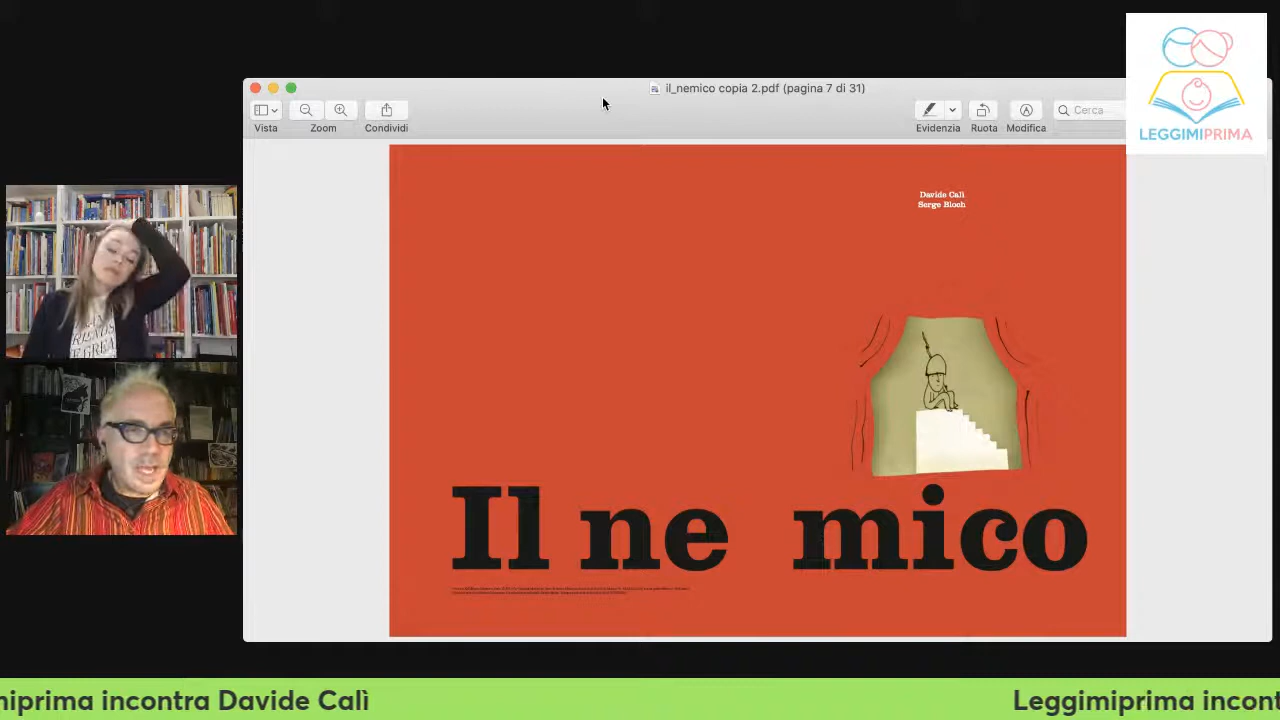 il_nemico copia 2.pdf (pagina 7 di 31)
Vista
Zoom
Condividi
Evidenzia
Ruota
Modifica
Cerca
LEGGIMIPRIMA
Davide Calì
Serge Bloch
Il ne mico
miprima incontra Davide Calì
Leggimiprima incont